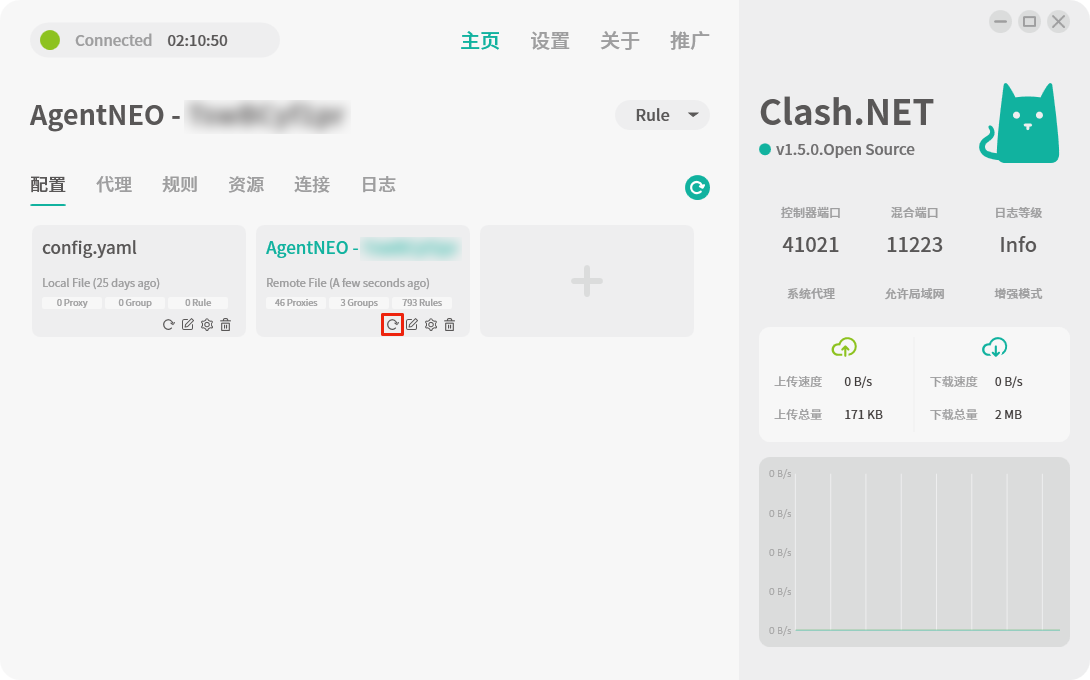 Connected 02:10:50
主页 设置 关于 推广
AgentNEO -
Rule
配置 代理 规则 资源 连接 日志
config.yaml
Local File (25 days ago)
0 Proxy 0 Group 0 Rule
AgentNEO -
Remote File (A few seconds ago)
46 Proxies 3 Groups 793 Rules
Clash.NET
v1.5.0.Open Source
控制器端口 混合端口 日志等级
41021 11223 Info
系统代理 允许局域网 增强模式
上传速度 0 B/s 下载速度 0 B/s
上传总量 171 KB 下载总量 2 MB
0 B/s
0 B/s
0 B/s
0 B/s
0 B/s